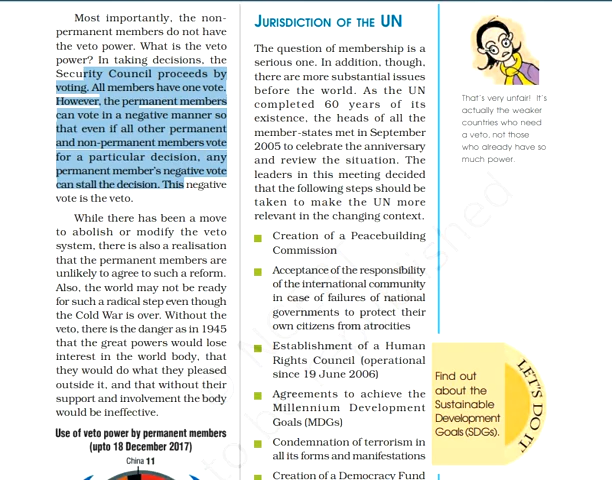 Most importantly, the non-
permanent members do not have
the veto power. What is the veto
power? In taking decisions, the
Security Council proceeds by
voting. All members have one vote.
However, the permanent members
can vote in a negative manner so
that even if all other permanent
and non-permanent members vote
for a particular decision, any
permanent member's negative vote
can stall the decision. This negative
vote is the veto.
While there has been a move
to abolish or modify the veto
system, there is also a realisation
that the permanent members are
unlikely to agree to such a reform.
Also, the world may not be ready
for such a radical step even though
the Cold War is over. Without the
veto, there is the danger as in 1945
that the great powers would lose
interest in the world body, that
they would do what they pleased
outside it, and that without their
support and involvement the body
would be ineffective.
Use of veto power by permanent members
(upto 18 December 2017)
China 11
JURISDICTION OF THE UN
The question of membership is a
serious one. In addition, though,
there are more substantial issues
before the world. As the UN
completed 60 years of its
existence, the heads of all the
member-states met in September
2005 to celebrate the anniversary
and review the situation. The
leaders in this meeting decided
that the following steps should be
taken to make the UN more
relevant in the changing context.
Creation of a Peacebuilding
Commission
Acceptance of the responsibility
of the international community
in case of failures of national
governments to protect their
own citizens from atrocities
Establishment of a Human
Rights Council (operational
since 19 June 2006)
Agreements to achieve the
Millennium Development
Goals (MDGs)
Condemnation of terrorism in
all its forms and manifestations
Creation of a Democracy Fund
That's very unfair! It's
actually the weaker
countries who need
a veto, not those
who already have so
much power.
Find out
about the
Sustainable
Development
Goals (SDGs).
LET'S DO IT